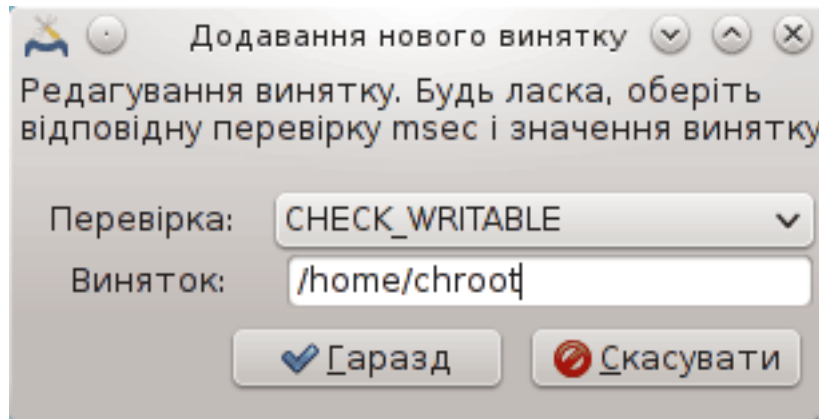 Додавання нового винятку
Редагування винятку. Будь ласка, оберіть
відповідну перевірку msec і значення винятку
Перевірка: CHECK_WRITABLE
Виняток: /home/chroot
Гаразд Скасувати